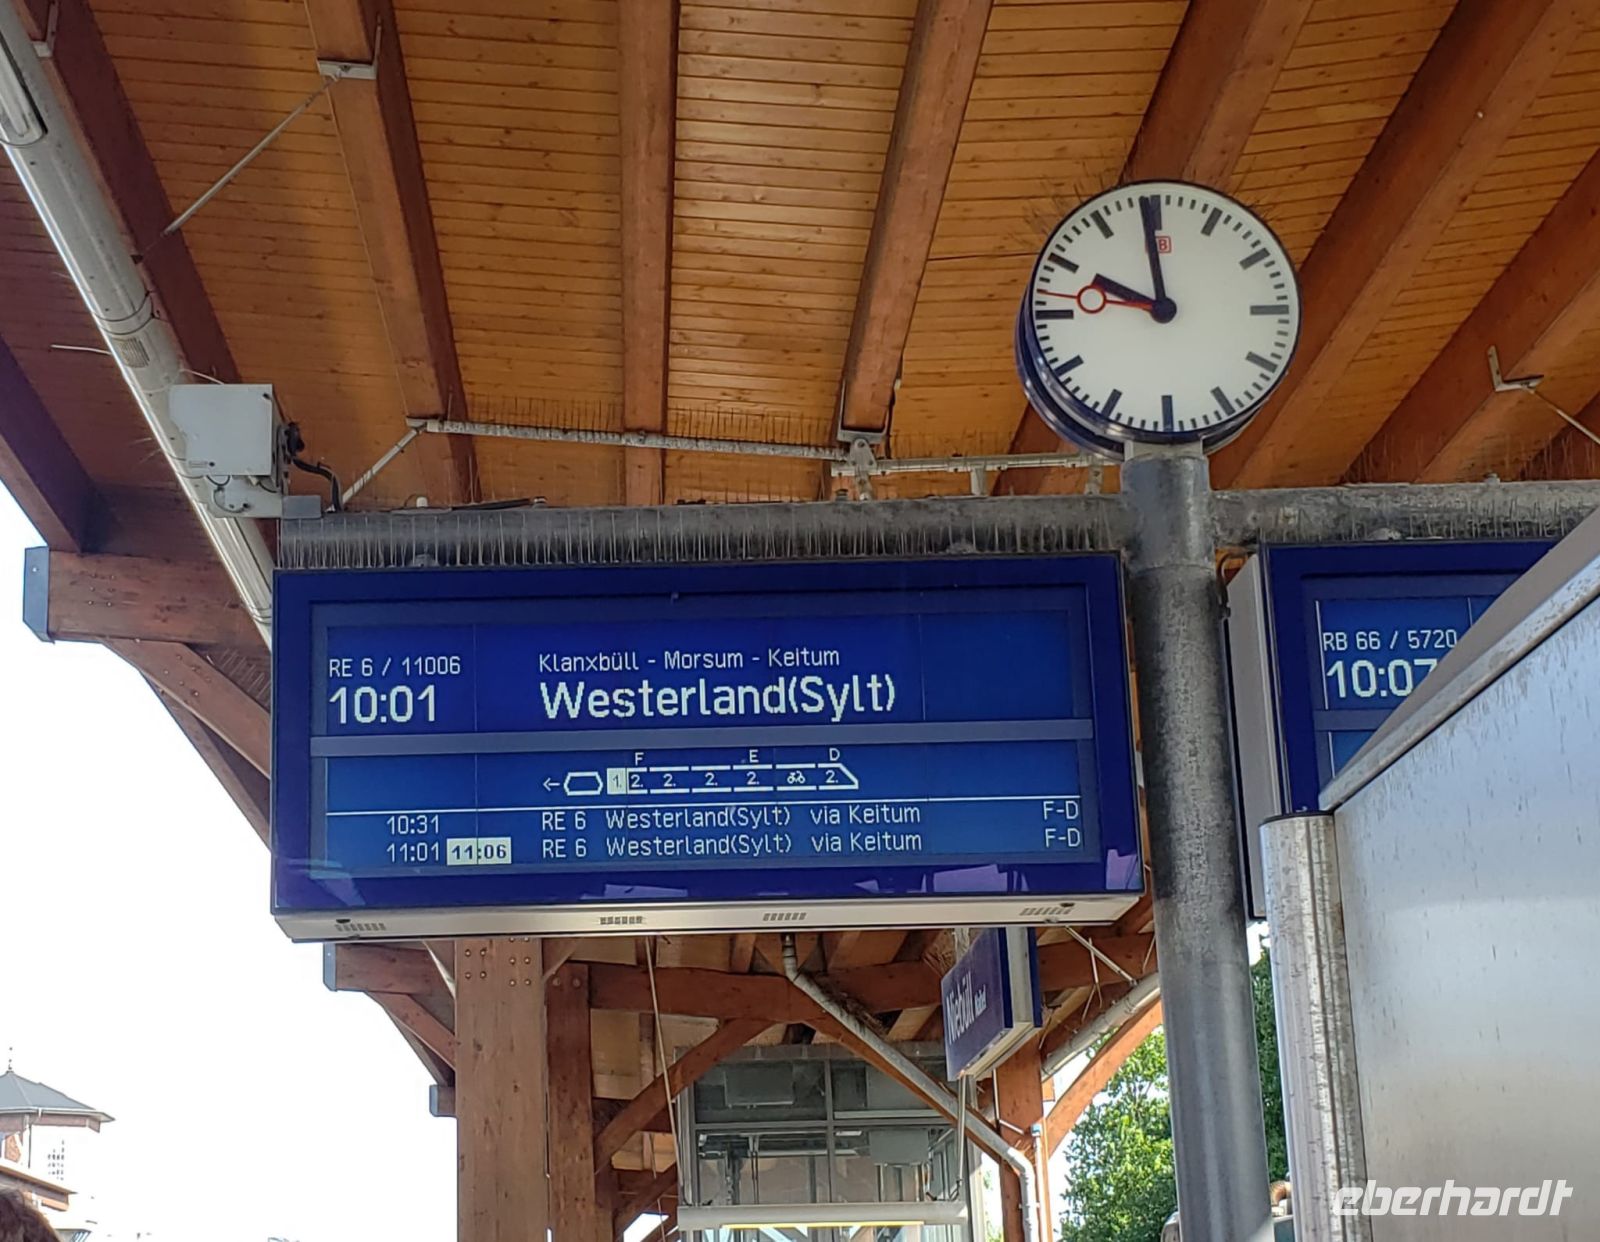 DB
RE 6 / 11006
10:01
Klanxbüll - Morsum - Keitum
Westerland(Sylt)
F E D
1. 2. 2. 2. 2. 2.
10:31 RE 6 Westerland(Sylt) via Keitum F-D
11:01 11:06 RE 6 Westerland(Sylt) via Keitum F-D
RB 66 / 5720
10:07
Niebüll
eberhardt